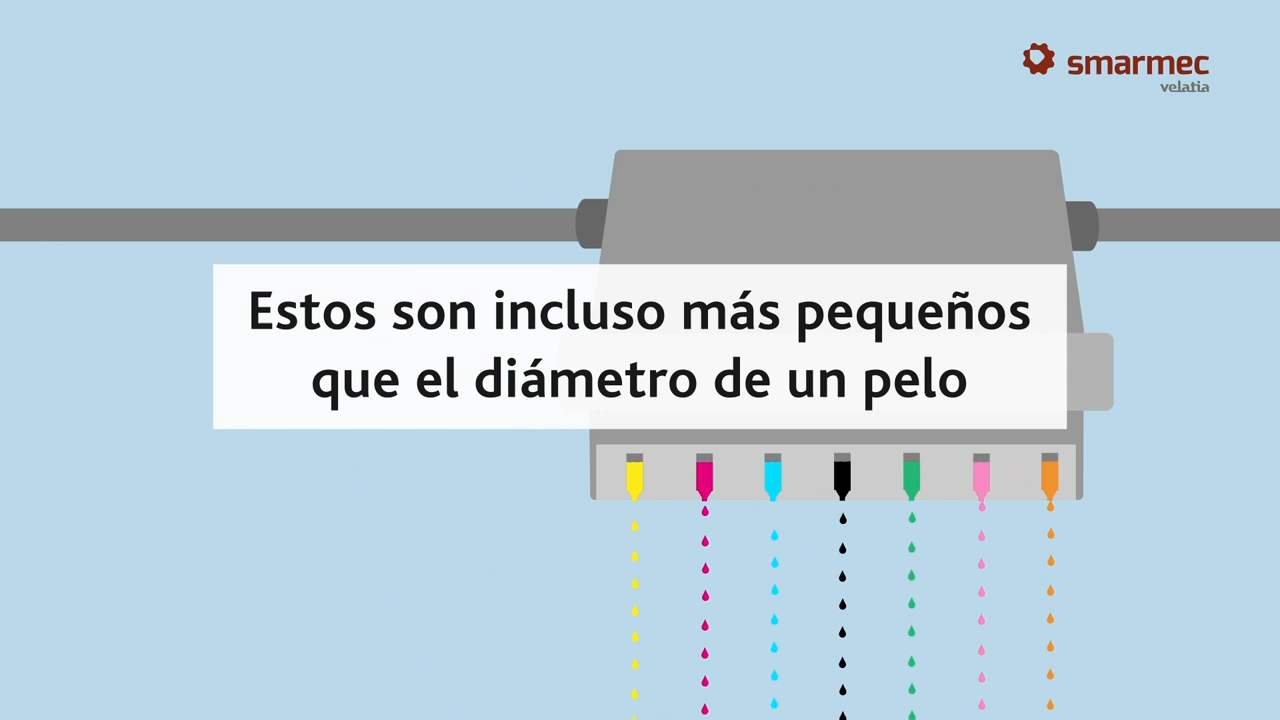 smarmec
velatia
Estos son incluso más pequeños
que el diámetro de un pelo